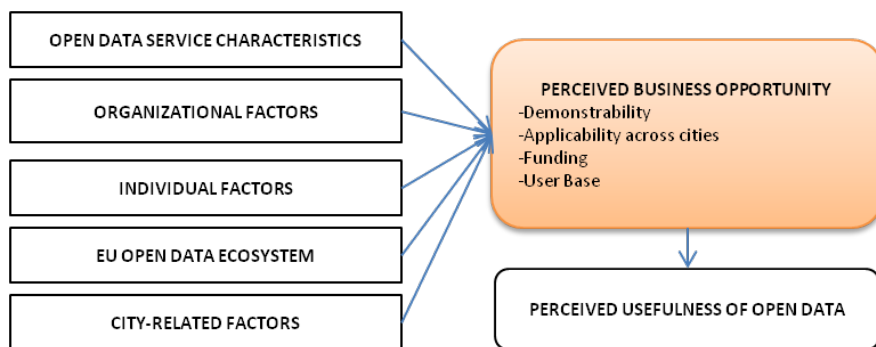 OPEN DATA SERVICE CHARACTERISTICS
ORGANIZATIONAL FACTORS
INDIVIDUAL FACTORS
EU OPEN DATA ECOSYSTEM
CITY-RELATED FACTORS
PERCEIVED BUSINESS OPPORTUNITY
-Demonstrability
-Applicability across cities
-Funding
-User Base
PERCEIVED USEFULNESS OF OPEN DATA